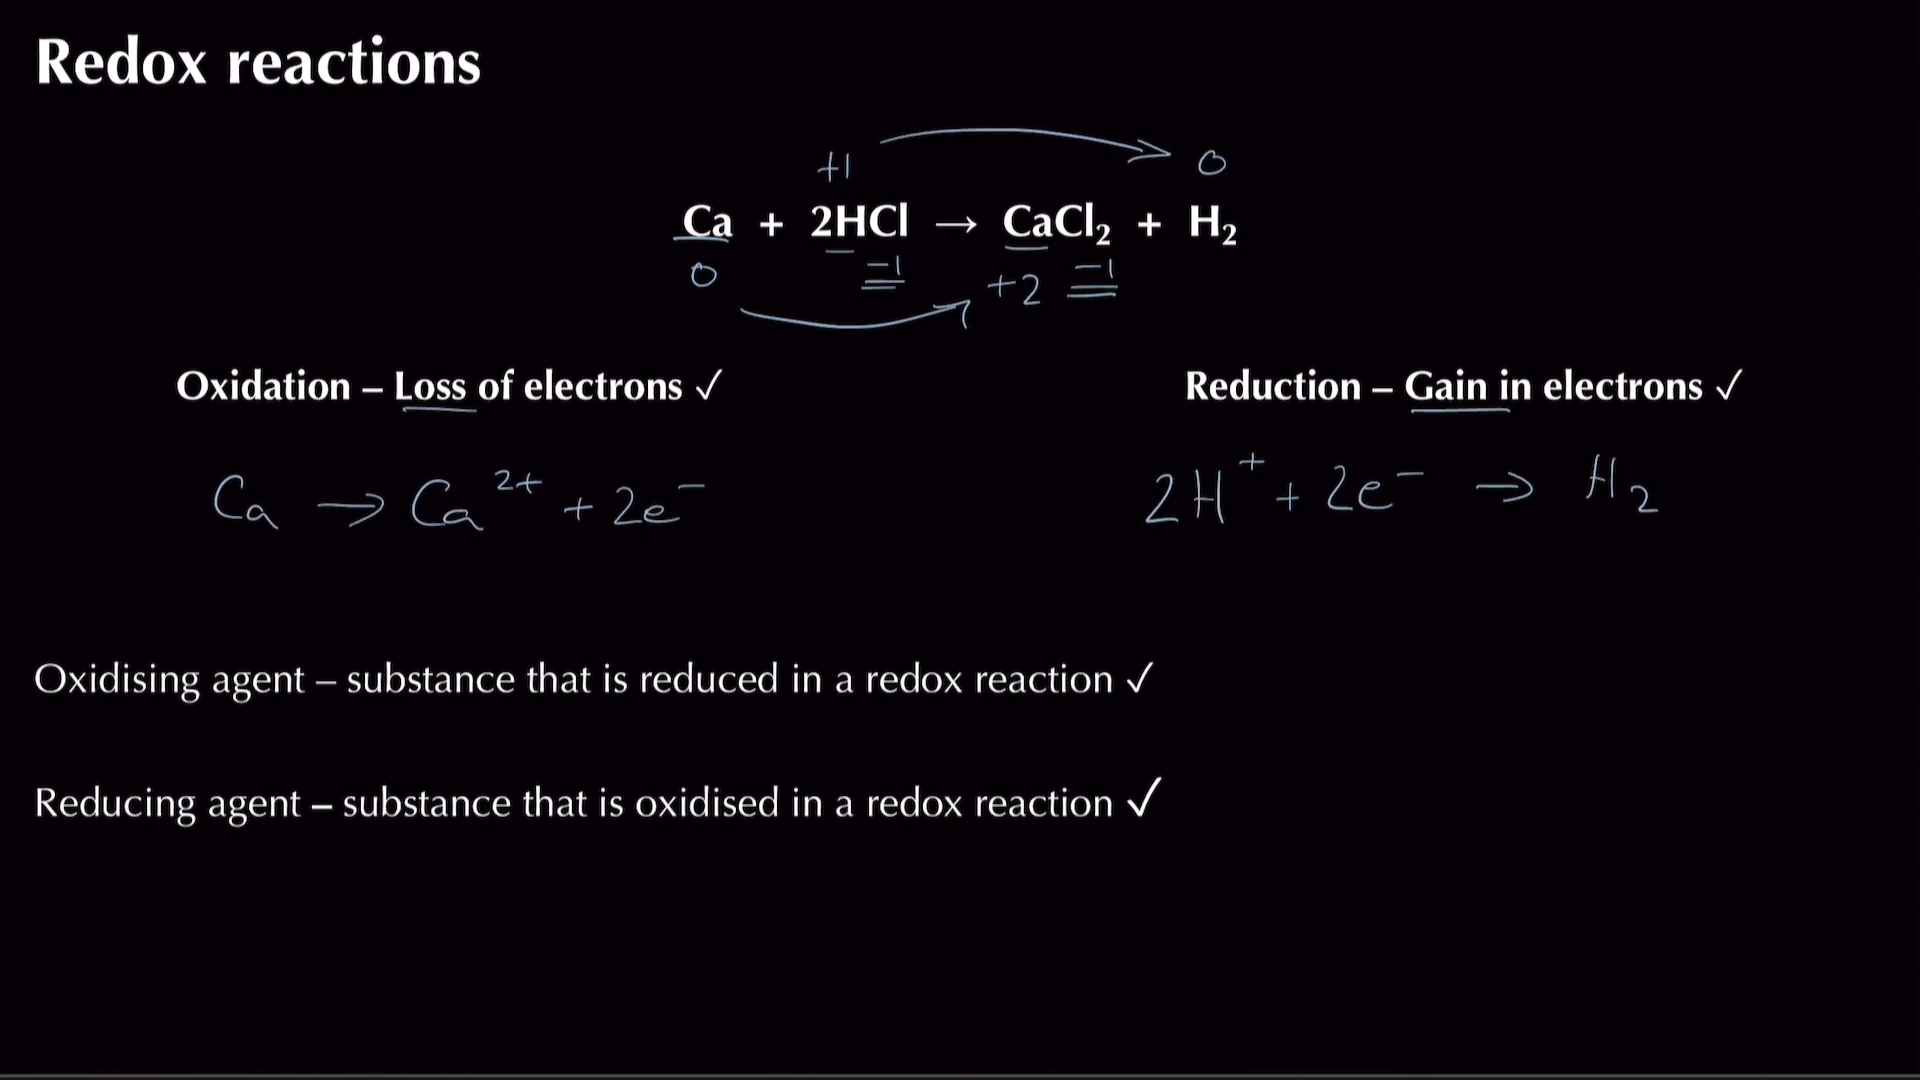 Redox reactions
+1 0
Ca + 2HCl → CaCl₂ + H₂
0 −1 +2 −1
Oxidation – Loss of electrons ✓
Reduction – Gain in electrons ✓
Ca → Ca²⁺ + 2e⁻
2H⁺ + 2e⁻ → H₂
Oxidising agent – substance that is reduced in a redox reaction ✓
Reducing agent – substance that is oxidised in a redox reaction ✓